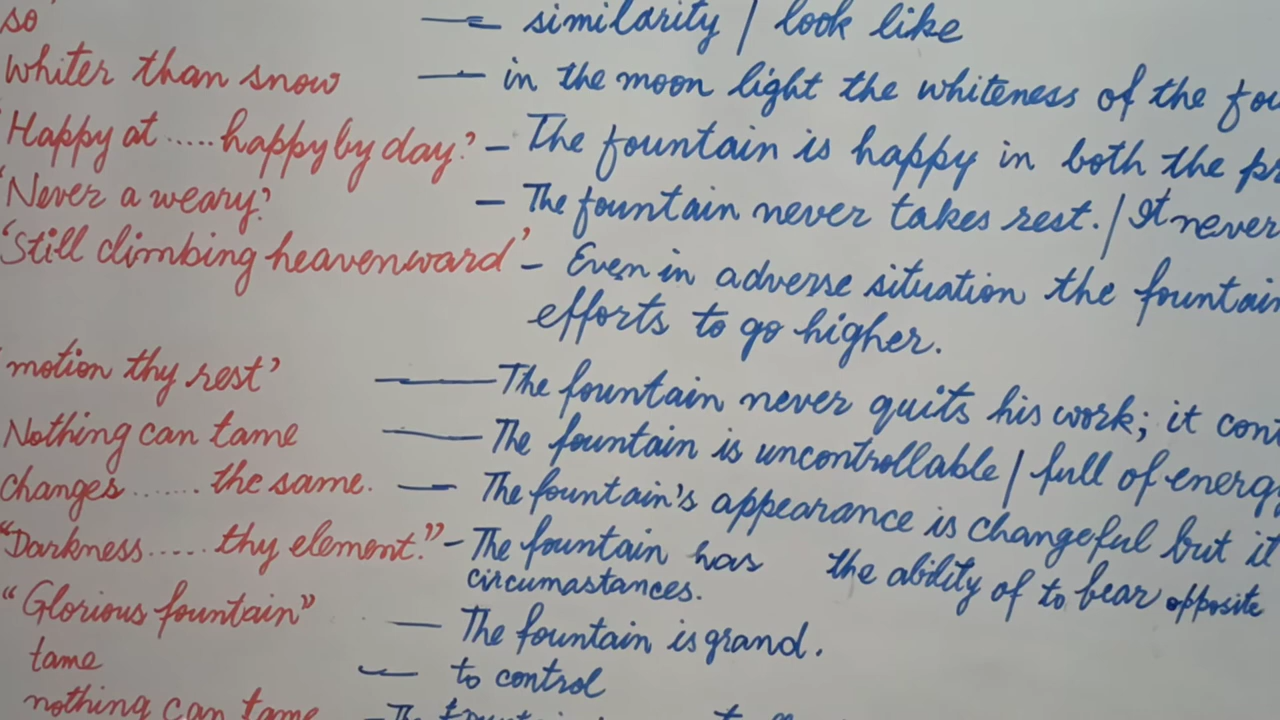 so — similarity / look like
whiter than snow — in the moon light the whiteness of the fou
'Happy at ..... happy by day.' — The fountain is happy in both the pr
'Never a weary.' — The fountain never takes rest. / It never
'Still climbing heavenward' — Even in adverse situation the fountain
efforts to go higher.
'motion thy rest' — The fountain never quits his work; it cont
Nothing can tame — The fountain is uncontrollable / full of energy
changes ....... the same. — The fountain's appearance is changeful but it
"Darkness ..... thy element." — The fountain has the ability of to bear opposite
circumastances.
"Glorious fountain" — The fountain is grand.
tame — to control
nothing can tame — The